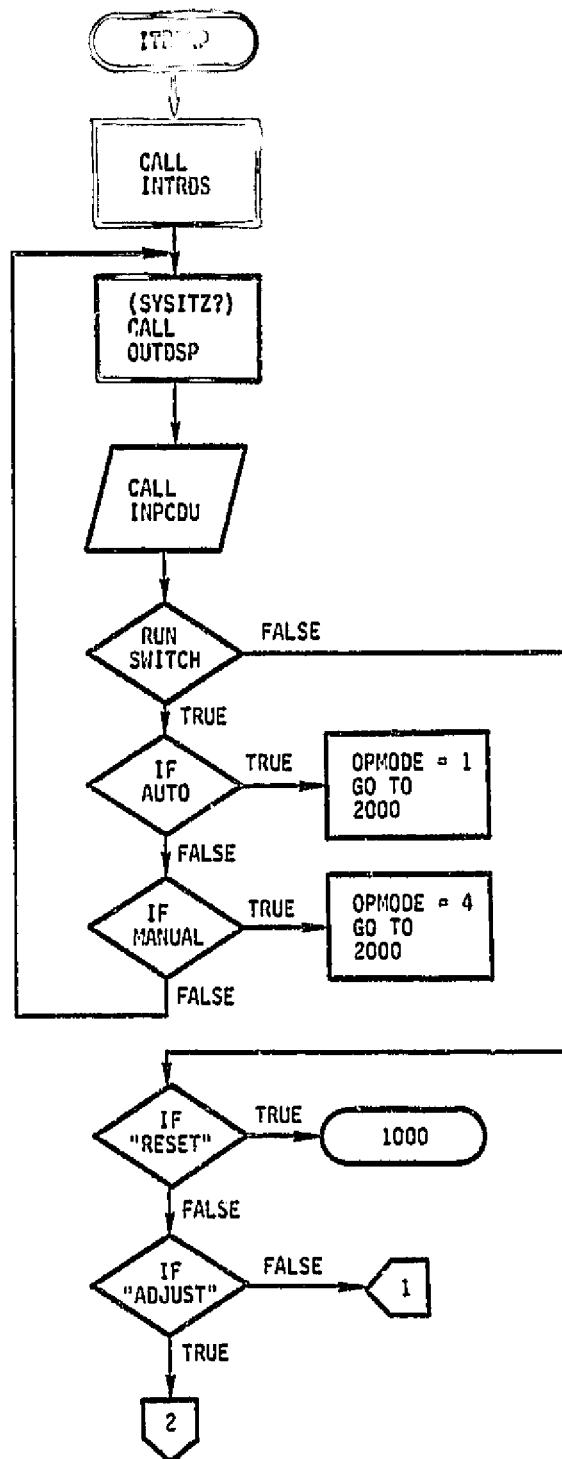 CALL
INTRDS
(SYSITZ?)
CALL
OUTDSP
CALL
INPCDU
RUN
SWITCH
FALSE
TRUE
IF
AUTO
TRUE
OPMODE = 1
GO TO
2000
FALSE
IF
MANUAL
TRUE
OPMODE = 4
GO TO
2000
FALSE
IF
"RESET"
TRUE
1000
FALSE
IF
"ADJUST"
FALSE
1
TRUE
2